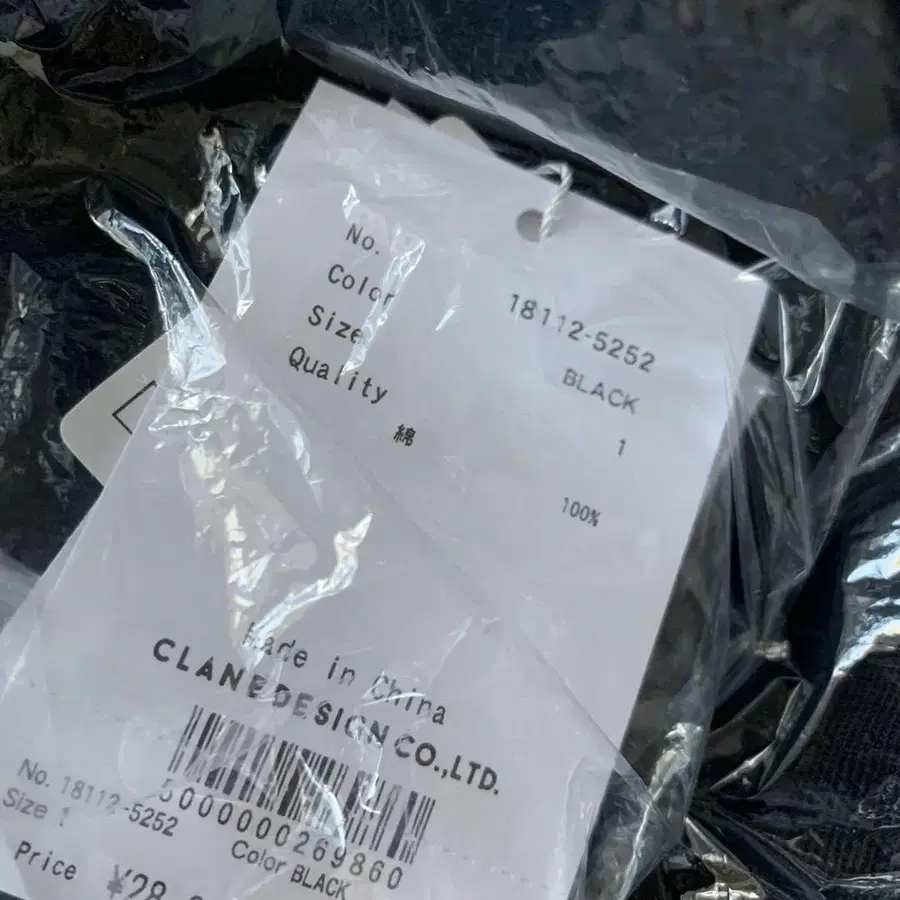 No. 18112-5252
Color BLACK
Size 1
Quality
綿 100%
Made in China
CLANE DESIGN CO.,LTD.
5000000269860
No. 18112-5252
Size 1 Color BLACK
Price ¥28